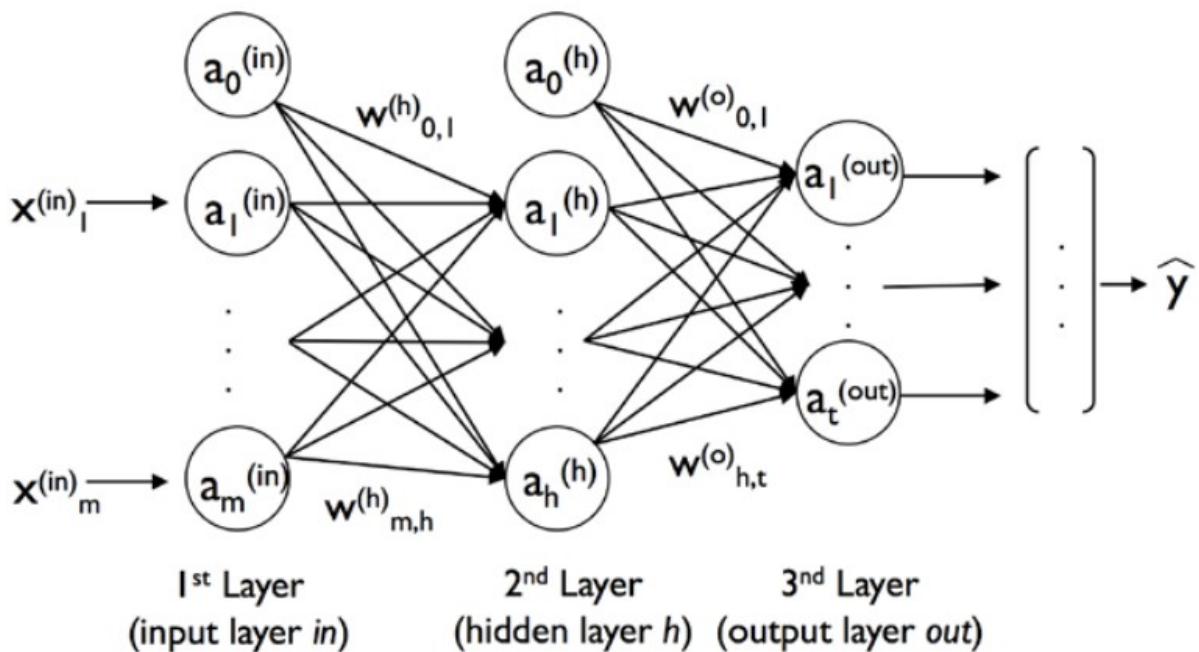 a₀⁽ⁱⁿ⁾
a₀⁽ʰ⁾
w⁽ʰ⁾₀,₁
w⁽ᵒ⁾₀,₁
x⁽ⁱⁿ⁾₁
a₁⁽ⁱⁿ⁾
a₁⁽ʰ⁾
a₁⁽ᵒᵘᵗ⁾
ŷ
x⁽ⁱⁿ⁾ₘ
aₘ⁽ⁱⁿ⁾
w⁽ʰ⁾ₘ,ₕ
aₕ⁽ʰ⁾
w⁽ᵒ⁾ₕ,ₜ
aₜ⁽ᵒᵘᵗ⁾
1ˢᵗ Layer
(input layer in)
2ⁿᵈ Layer
(hidden layer h)
3ⁿᵈ Layer
(output layer out)